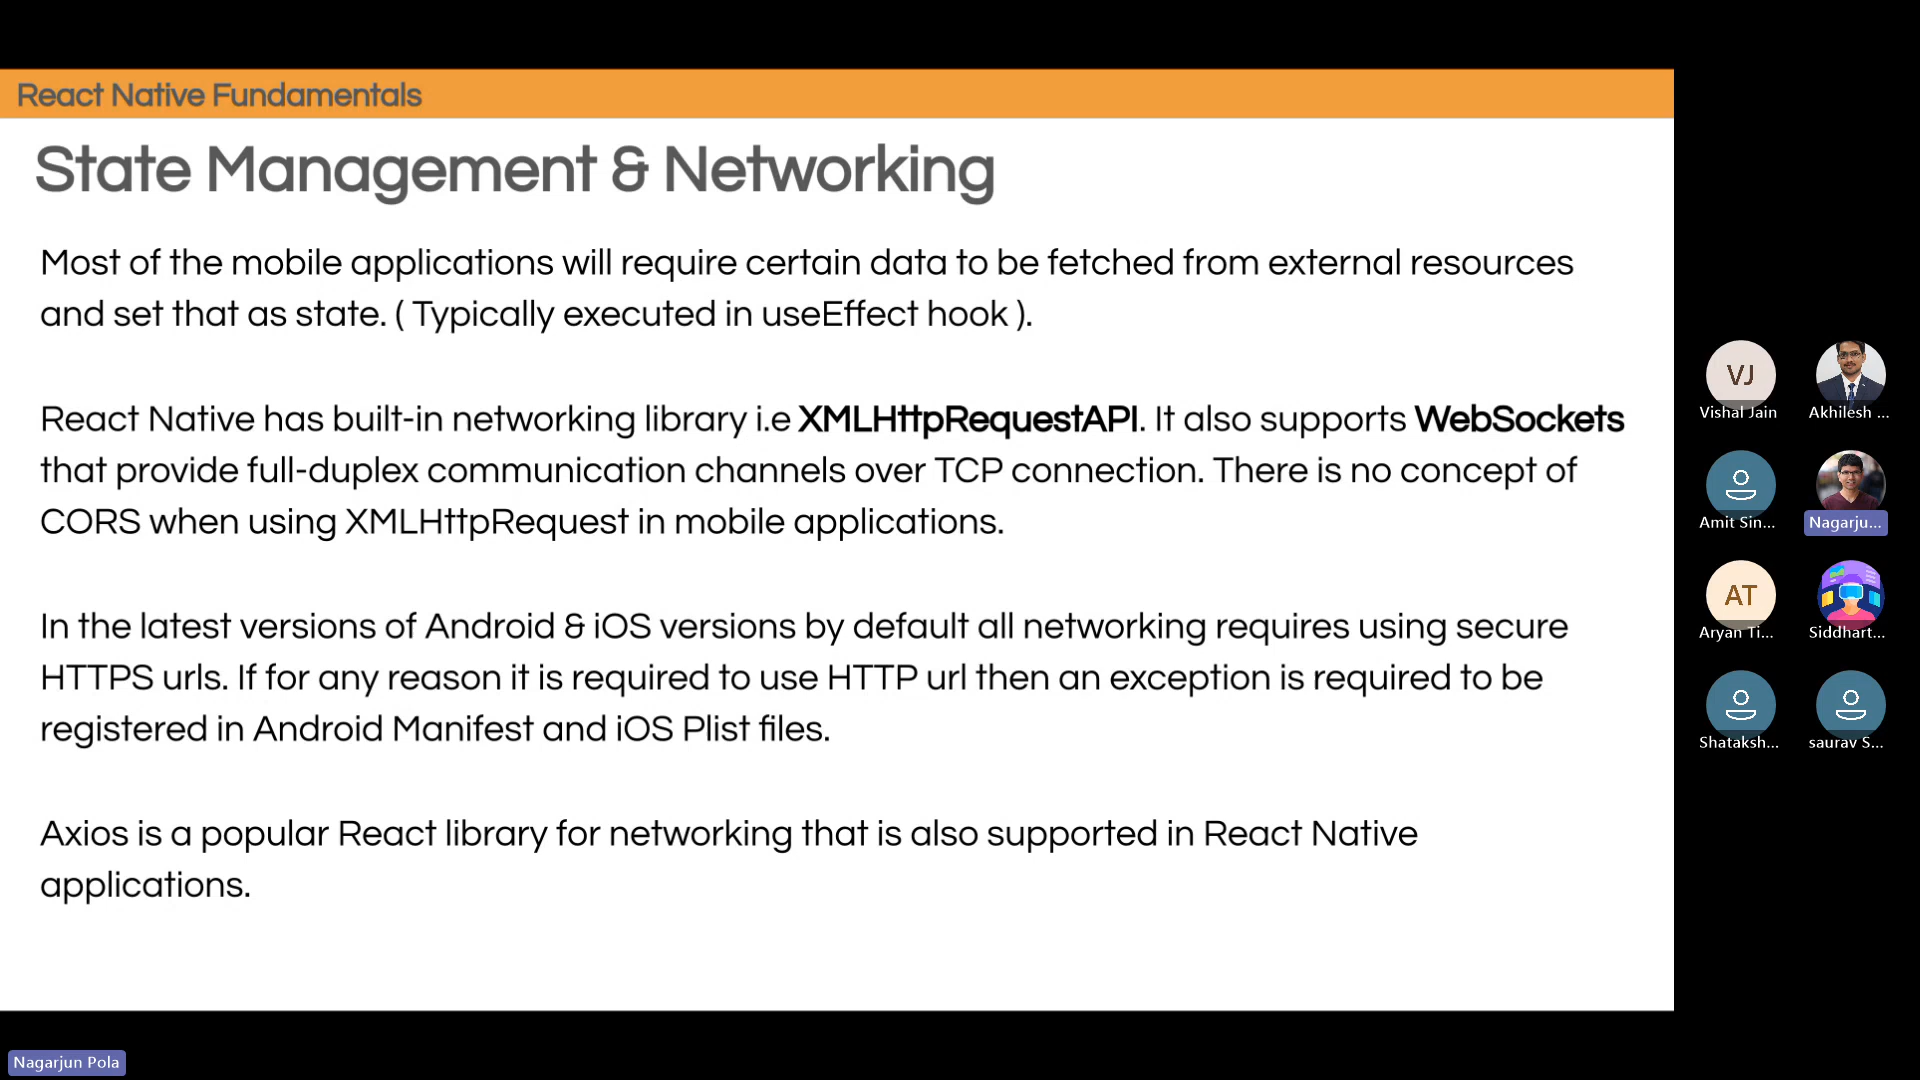 React Native Fundamentals
State Management & Networking
Most of the mobile applications will require certain data to be fetched from external resources
and set that as state. ( Typically executed in useEffect hook ).
React Native has built-in networking library i.e XMLHttpRequestAPI. It also supports WebSockets
that provide full-duplex communication channels over TCP connection. There is no concept of
CORS when using XMLHttpRequest in mobile applications.
In the latest versions of Android & iOS versions by default all networking requires using secure
HTTPS urls. If for any reason it is required to use HTTP url then an exception is required to be
registered in Android Manifest and iOS Plist files.
Axios is a popular React library for networking that is also supported in React Native
applications.
VJ
Vishal Jain
Akhilesh ...
Amit Sin...
Nagarju...
AT
Aryan Ti...
Siddhart...
Shataksh...
saurav S...
Nagarjun Pola